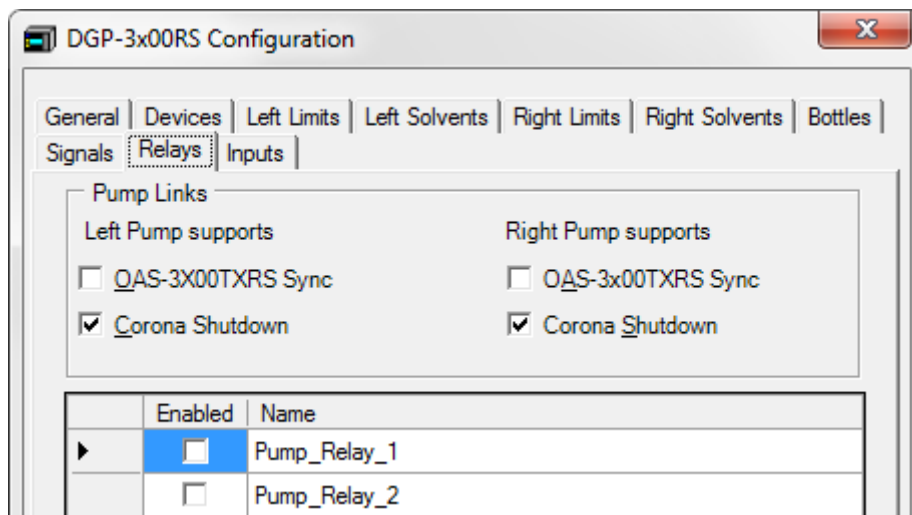 DGP-3x00RS Configuration
General Devices Left Limits Left Solvents Right Limits Right Solvents Bottles
Signals Relays Inputs
Pump Links
Left Pump supports Right Pump supports
OAS-3X00TXRS Sync OAS-3x00TXRS Sync
Corona Shutdown Corona Shutdown
Enabled Name
Pump_Relay_1
Pump_Relay_2